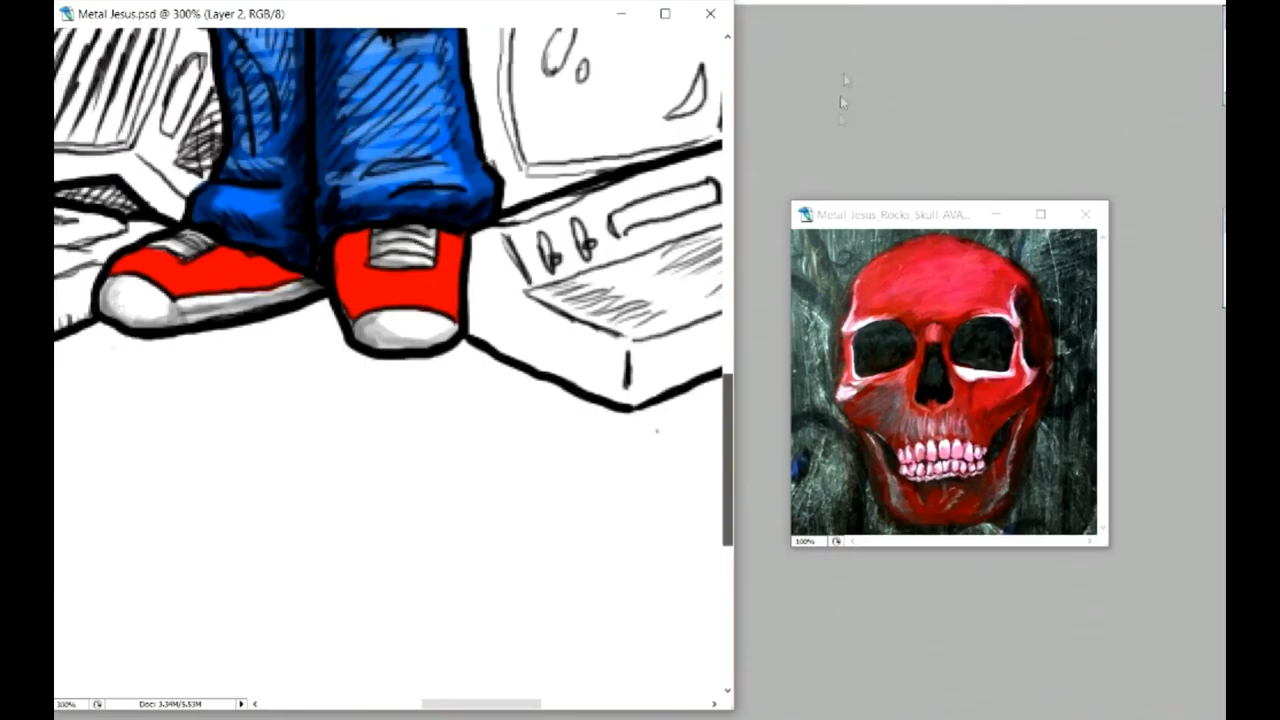 Metal Jesus.psd @ 300% (Layer 2, RGB/8)
Metal Jesus Rocks Skull AVA...
100%
300%
Doc: 3.34M/5.53M